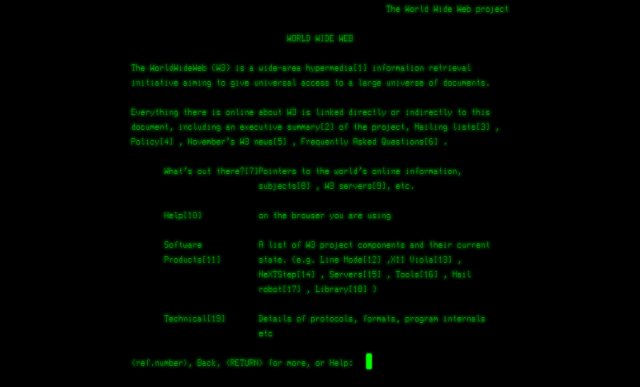 The World Wide Web project
WORLD WIDE WEB
The WorldWideWeb (W3) is a wide-area hypermedia[1] information retrieval
initiative aiming to give universal access to a large universe of documents.
Everything there is online about W3 is linked directly or indirectly to this
document, including an executive summary[2] of the project, Mailing lists[3] ,
Policy[4] , November's W3 news[5] , Frequently Asked Questions[6] .
What's out there?[7]Pointers to the world's online information,
subjects[8] , W3 servers[9], etc.
Help[10] on the browser you are using
Software A list of W3 project components and their current
Products[11] state. (e.g. Line Mode[12] ,X11 Viola[13] ,
NeXTStep[14] , Servers[15] , Tools[16] , Mail
robot[17] , Library[18] )
Technical[19] Details of protocols, formats, program internals
etc
<ref.number>, Back, <RETURN> for more, or Help: